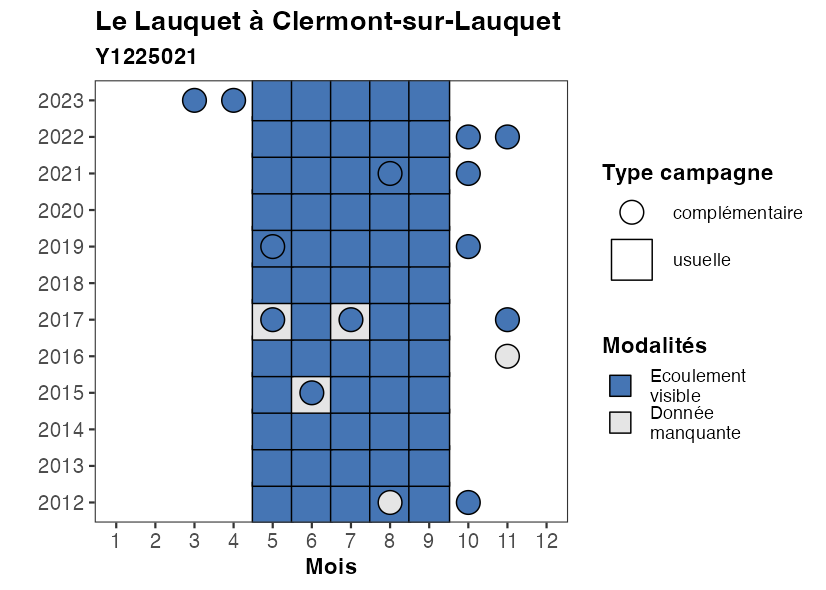 Le Lauquet à Clermont-sur-Lauquet
Y1225021
2023
2022
2021
2020
2019
2018
2017
2016
2015
2014
2013
2012
1 2 3 4 5 6 7 8 9 10 11 12
Mois
Type campagne
complémentaire
usuelle
Modalités
Ecoulement
visible
Donnée
manquante